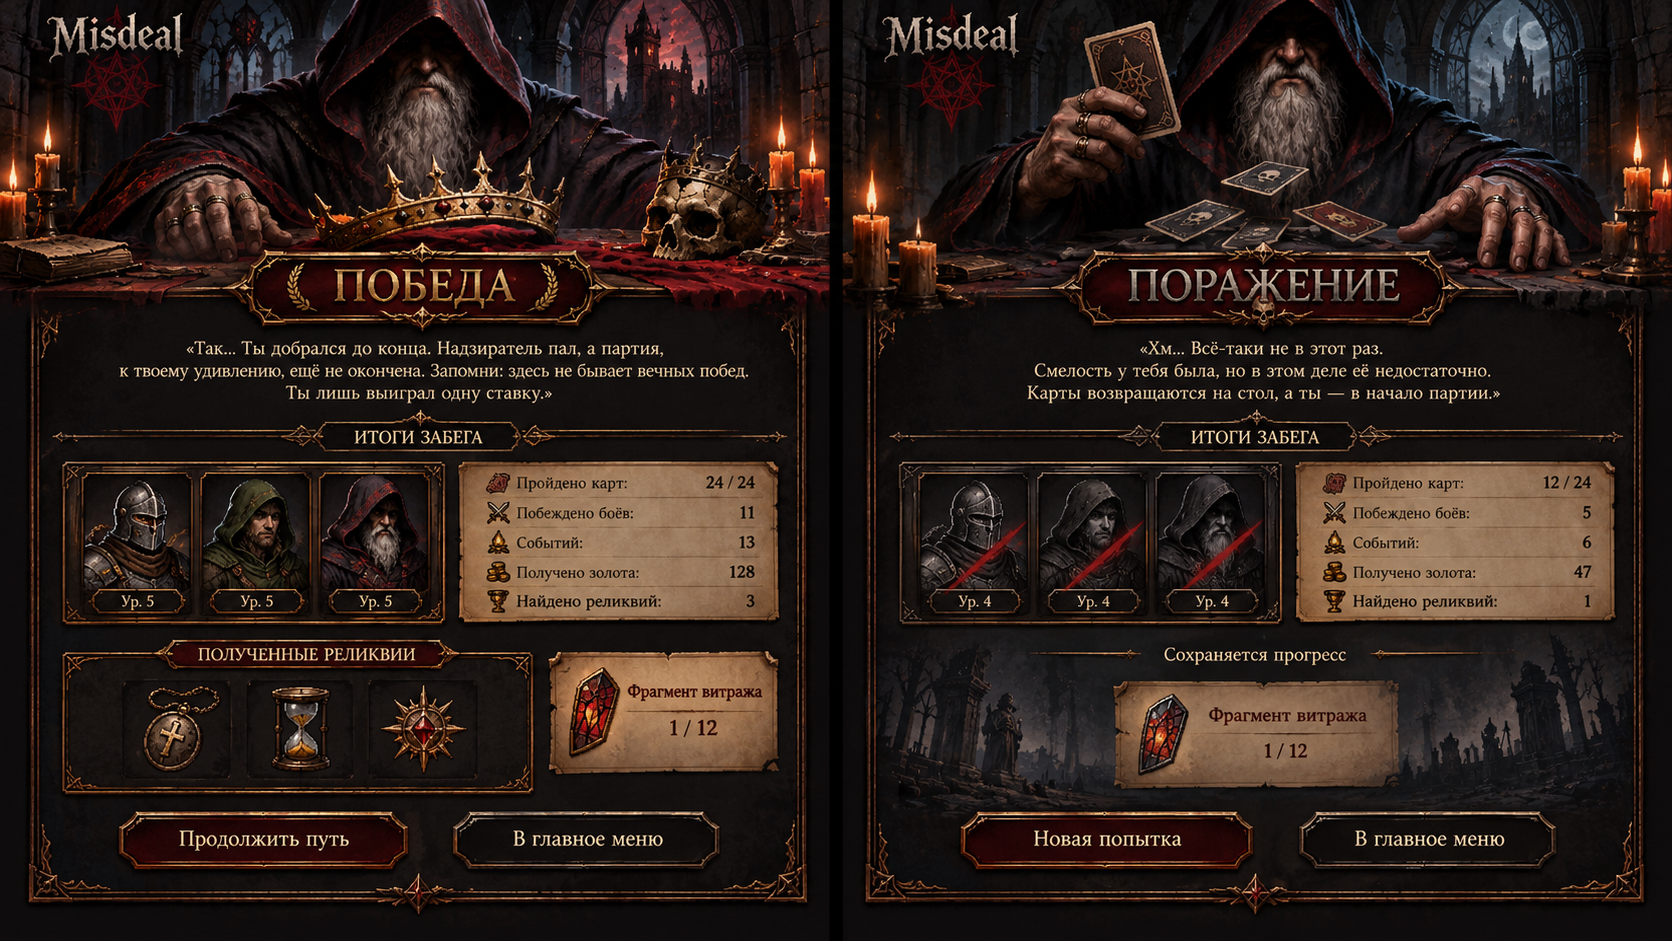 Misdeal
ПОБЕДА
«Так... Ты добрался до конца. Надзиратель пал, а партия,
к твоему удивлению, ещё не окончена. Запомни: здесь не бывает вечных побед.
Ты лишь выиграл одну ставку.»
ИТОГИ ЗАБЕГА
Ур. 5
Ур. 5
Ур. 5
Пройдено карт: 24 / 24
Побеждено боёв: 11
Событий: 13
Получено золота: 128
Найдено реликвий: 3
ПОЛУЧЕННЫЕ РЕЛИКВИИ
Фрагмент витража
1 / 12
Продолжить путь
В главное меню
Misdeal
ПОРАЖЕНИЕ
«Хм... Всё-таки не в этот раз.
Смелость у тебя была, но в этом деле её недостаточно.
Карты возвращаются на стол, а ты — в начало партии.»
ИТОГИ ЗАБЕГА
Ур. 4
Ур. 4
Ур. 4
Пройдено карт: 12 / 24
Побеждено боёв: 5
Событий: 6
Получено золота: 47
Найдено реликвий: 1
Сохраняется прогресс
Фрагмент витража
1 / 12
Новая попытка
В главное меню